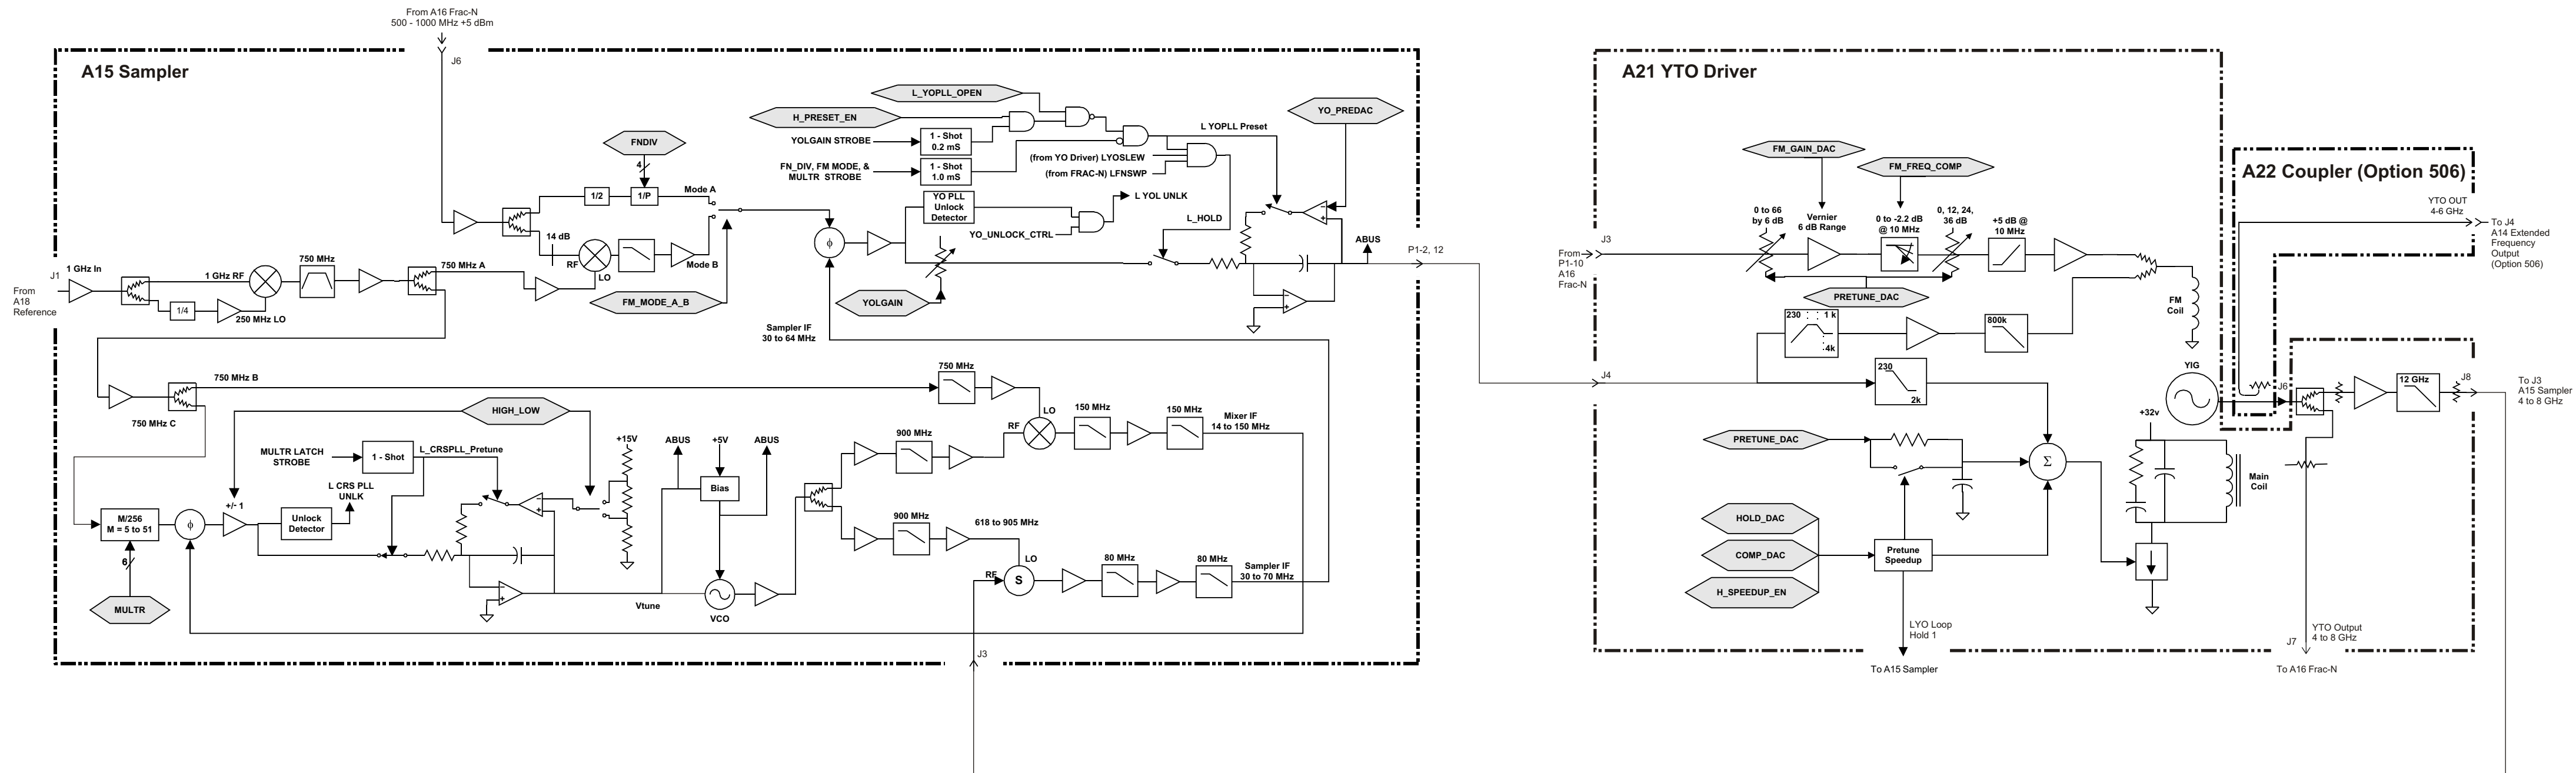 From A16 Frac-N
500 - 1000 MHz +5 dBm
J6
A15 Sampler
L_YOPLL_OPEN
H_PRESET_EN
YOLGAIN STROBE
1 - Shot
0.2 mS
FN_DIV, FM MODE, &
MULTR STROBE
1 - Shot
1.0 mS
L YOPLL Preset
YO_PREDAC
(from YO Driver) LYOSLEW
(from FRAC-N) LFNSWP
YO PLL
Unlock
Detector
L YOL UNLK
YO_UNLOCK_CTRL
L_HOLD
ABUS
P1-2, 12
FNDIV
4
1/2
1/P
Mode A
14 dB
RF
LO
Mode B
FM_MODE_A_B
ϕ
YOLGAIN
J1
1 GHz In
From
A18
Reference
1 GHz RF
1/4
250 MHz LO
750 MHz
750 MHz A
Sampler IF
30 to 64 MHz
750 MHz B
750 MHz C
750 MHz
HIGH_LOW
LO
RF
150 MHz
150 MHz
Mixer IF
14 to 150 MHz
MULTR LATCH
STROBE
1 - Shot
L_CRSPLL_Pretune
L CRS PLL
UNLK
+/- 1
M/256
M = 5 to 51
ϕ
Unlock
Detector
6
MULTR
+15V
ABUS
+5V
ABUS
Bias
Vtune
VCO
900 MHz
900 MHz
618 to 905 MHz
LO
RF
S
80 MHz
80 MHz
Sampler IF
30 to 70 MHz
J3
A21 YTO Driver
J3
From
P1-10
A16
Frac-N
FM_GAIN_DAC
FM_FREQ_COMP
0 to 66
by 6 dB
Vernier
6 dB Range
0 to -2.2 dB
@ 10 MHz
0, 12, 24,
36 dB
+5 dB @
10 MHz
PRETUNE_DAC
FM
Coil
230
1 k
4k
800k
J4
230
2k
YIG
PRETUNE_DAC
Σ
+32v
Main
Coil
HOLD_DAC
COMP_DAC
H_SPEEDUP_EN
Pretune
Speedup
LYO Loop
Hold 1
To A15 Sampler
A22 Coupler (Option 506)
YTO OUT
4-6 GHz
To J4
A14 Extended
Frequency
Output
(Option 506)
J6
12 GHz
J8
To J3
A15 Sampler
4 to 8 GHz
J7
YTO Output
4 to 8 GHz
To A16 Frac-N